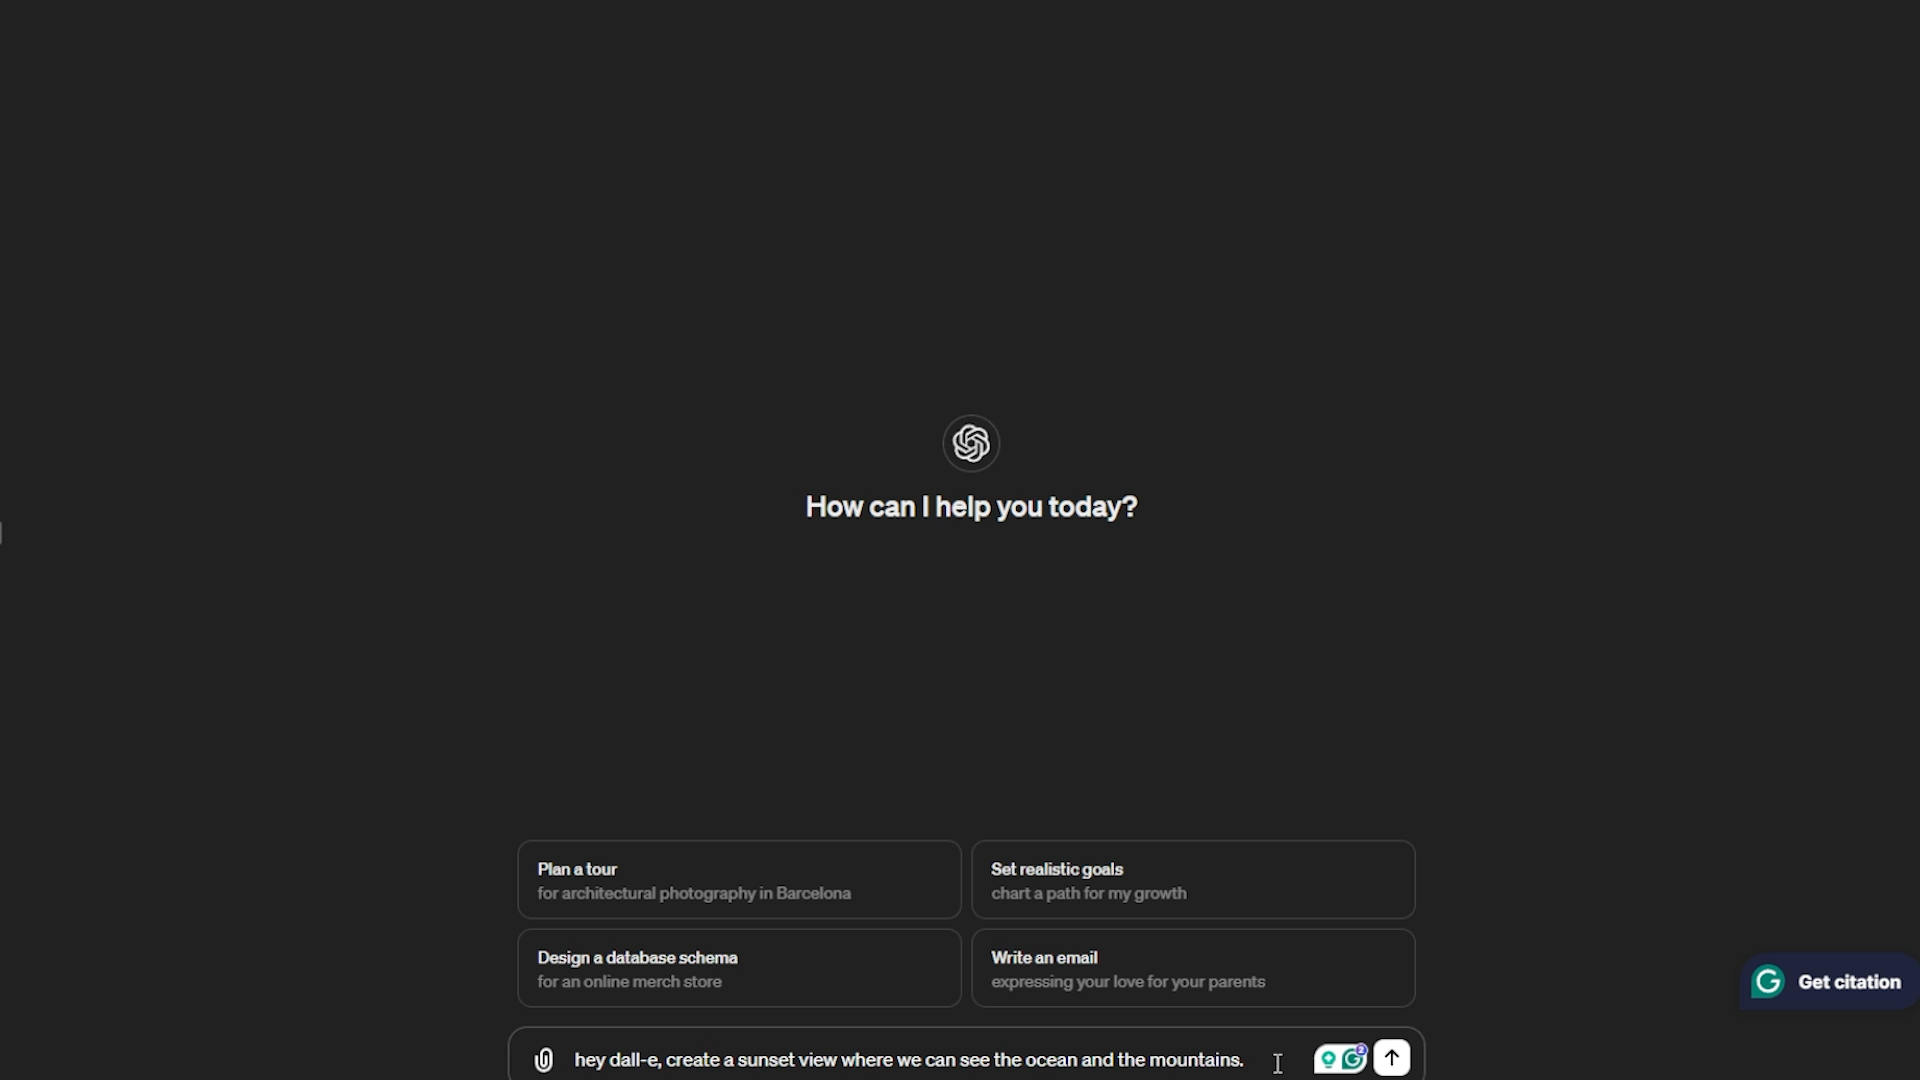 How can I help you today?
Plan a tour
for architectural photography in Barcelona
Set realistic goals
chart a path for my growth
Design a database schema
for an online merch store
Write an email
expressing your love for your parents
Get citation
hey dall-e, create a sunset view where we can see the ocean and the mountains.
2